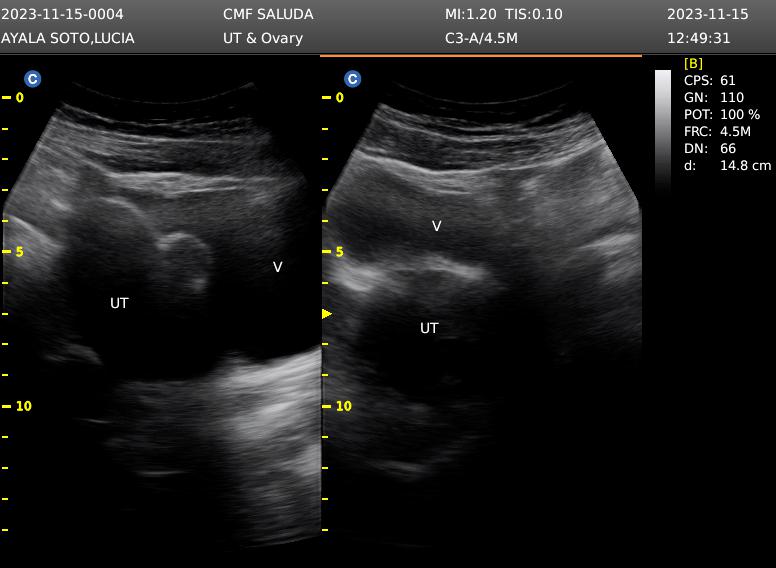 2023-11-15-0004 CMF SALUDA MI:1.20 TIS:0.10 2023-11-15
AYALA SOTO,LUCIA UT & Ovary C3-A/4.5M 12:49:31
C C
[B]
0 0
CPS: 61
GN: 110
POT: 100 %
FRC: 4.5M
DN: 66
d: 14.8 cm
V
5 5
V
UT
UT
10 10